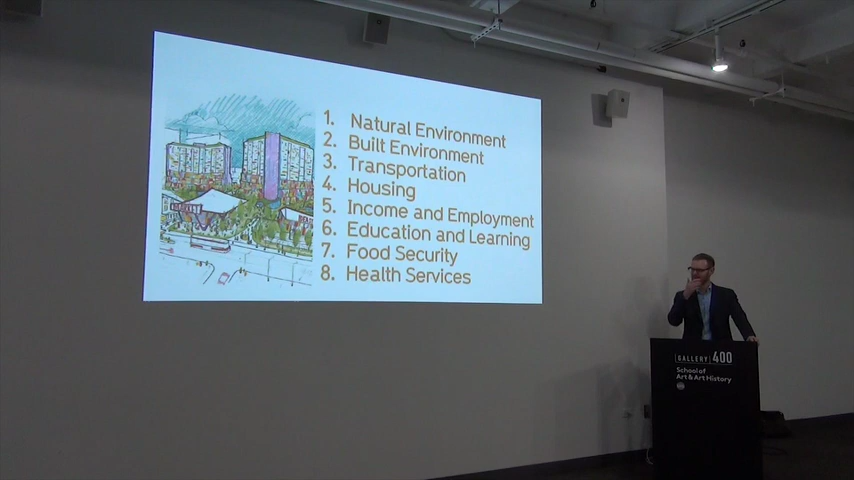 1. Natural Environment
2. Built Environment
3. Transportation
4. Housing
5. Income and Employment
6. Education and Learning
7. Food Security
8. Health Services
GALLERY 400
School of
Art & Art History